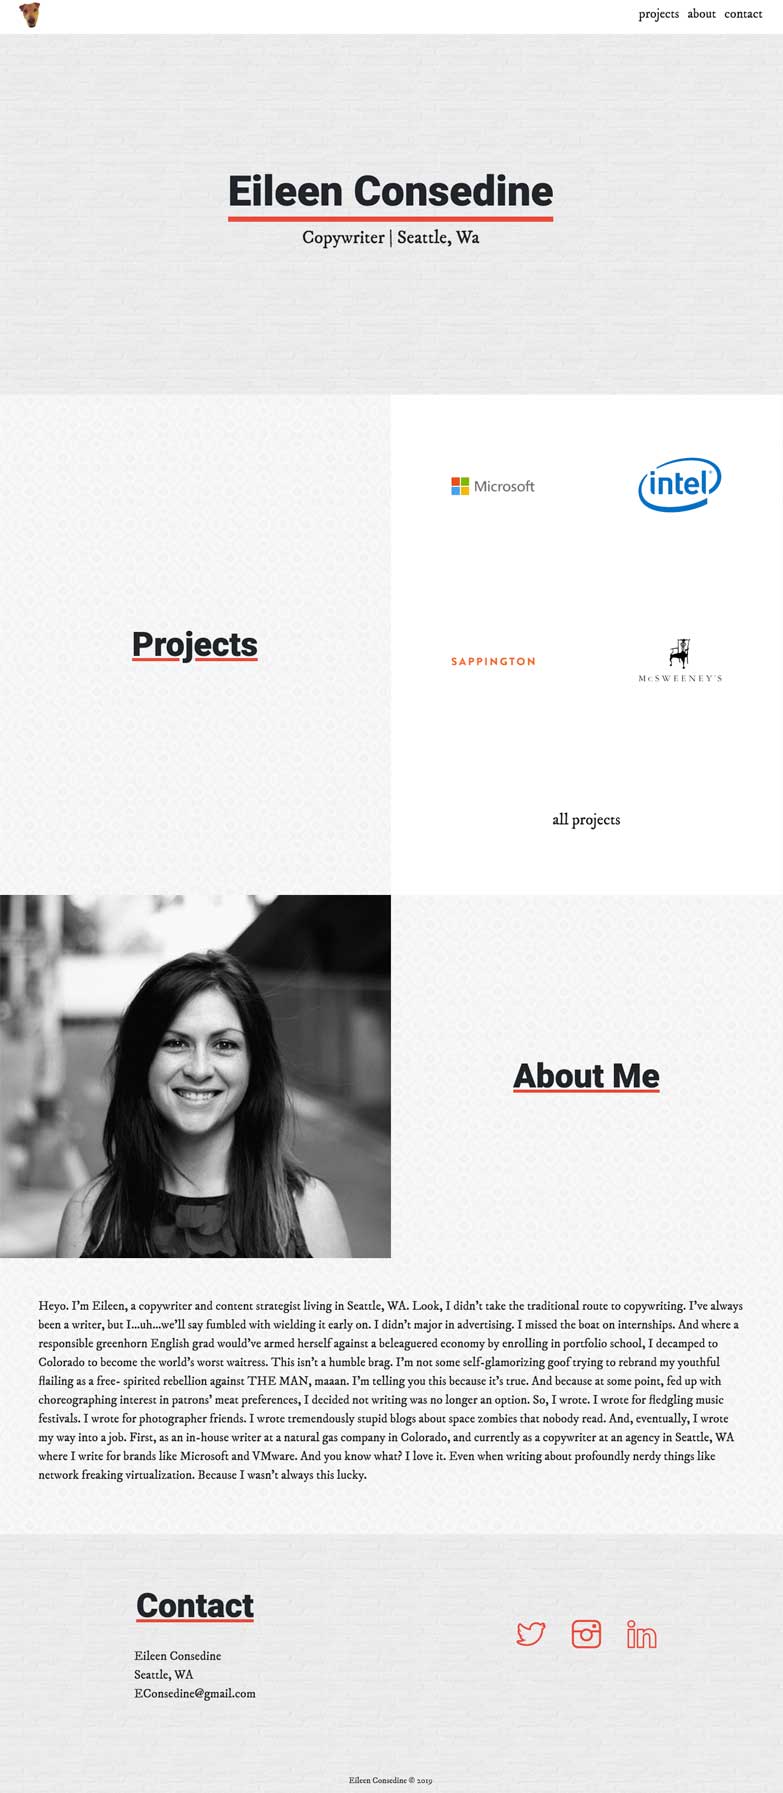 projects about contact
Eileen Consedine
Copywriter | Seattle, Wa
Microsoft
intel
Projects
SAPPINGTON
McSWEENEY'S
all projects
About Me
Heyo. I'm Eileen, a copywriter and content strategist living in Seattle, WA. Look, I didn't take the traditional route to copywriting. I've always
been a writer, but I...uh...we'll say fumbled with wielding it early on. I didn't major in advertising. I missed the boat on internships. And where a
responsible greenhorn English grad would've armed herself against a beleaguered economy by enrolling in portfolio school, I decamped to
Colorado to become the world's worst waitress. This isn't a humble brag. I'm not some self-glamorizing goof trying to rebrand my youthful
flailing as a free- spirited rebellion against THE MAN, maaan. I'm telling you this because it's true. And because at some point, fed up with
choreographing interest in patrons' meat preferences, I decided not writing was no longer an option. So, I wrote. I wrote for fledgling music
festivals. I wrote for photographer friends. I wrote tremendously stupid blogs about space zombies that nobody read. And, eventually, I wrote
my way into a job. First, as an in-house writer at a natural gas company in Colorado, and currently as a copywriter at an agency in Seattle, WA
where I write for brands like Microsoft and VMware. And you know what? I love it. Even when writing about profoundly nerdy things like
network freaking virtualization. Because I wasn't always this lucky.
Contact
Eileen Consedine
Seattle, WA
EConsedine@gmail.com
in
Eileen Consedine © 2019